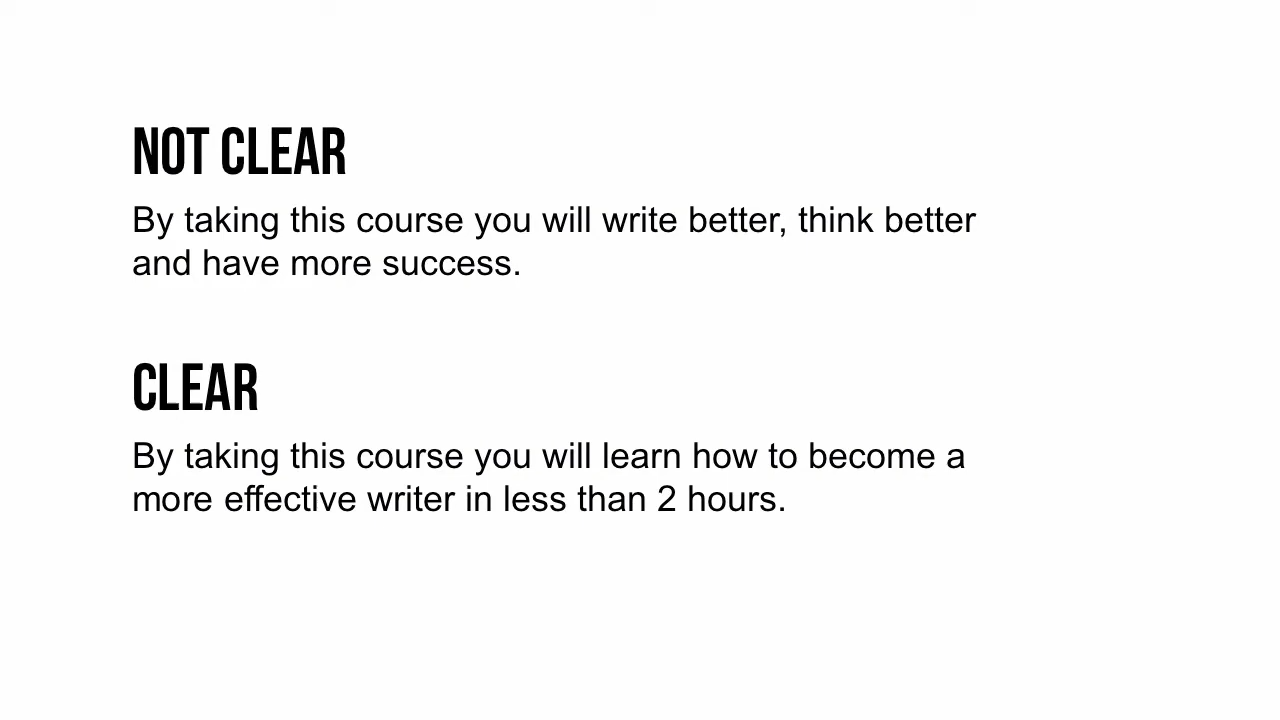 NOT CLEAR
By taking this course you will write better, think better
and have more success.
CLEAR
By taking this course you will learn how to become a
more effective writer in less than 2 hours.